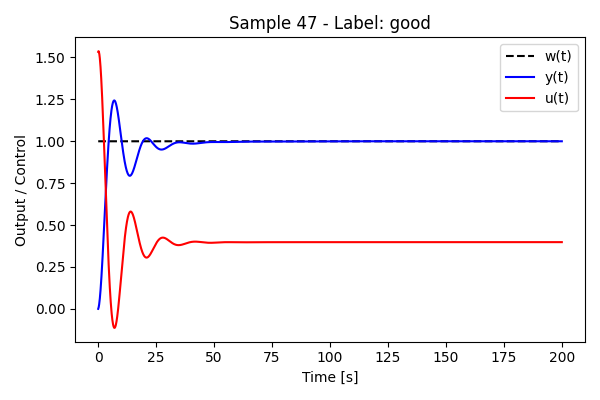 Sample 47 - Label: good
w(t)
y(t)
u(t)
Output / Control
1.50
1.25
1.00
0.75
0.50
0.25
0.00
0 25 50 75 100 125 150 175 200
Time [s]